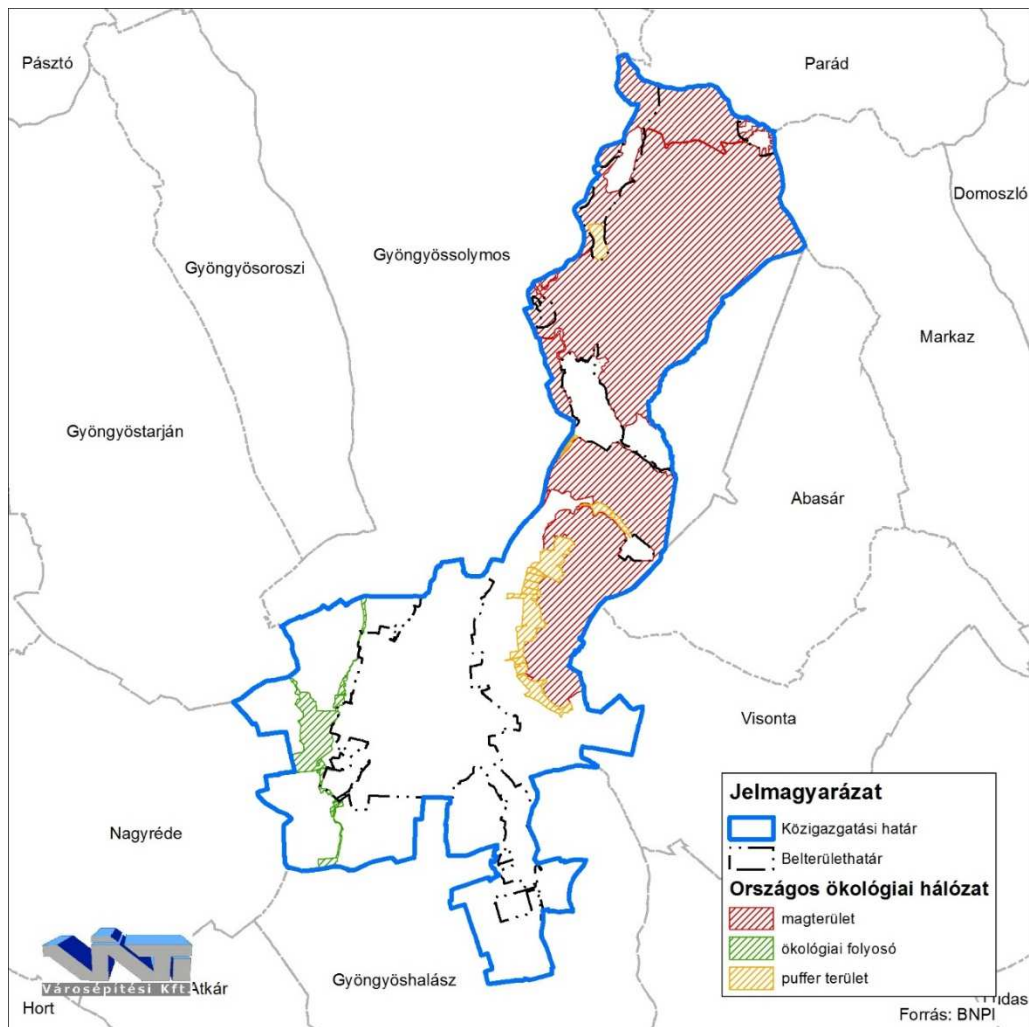 Pásztó
Parád
Domoszló
Gyöngyössolymos
Gyöngyösoroszi
Markaz
Gyöngyöstarján
Abasár
Visonta
Nagyréde
Gyöngyöshalász
Atkár
Hort
Jelmagyarázat
Közigazgatási határ
Belterülethatár
Országos ökológiai hálózat
magterület
ökológiai folyosó
puffer terület
VÁTI
Városépítési Kft.
Forrás: BNPI